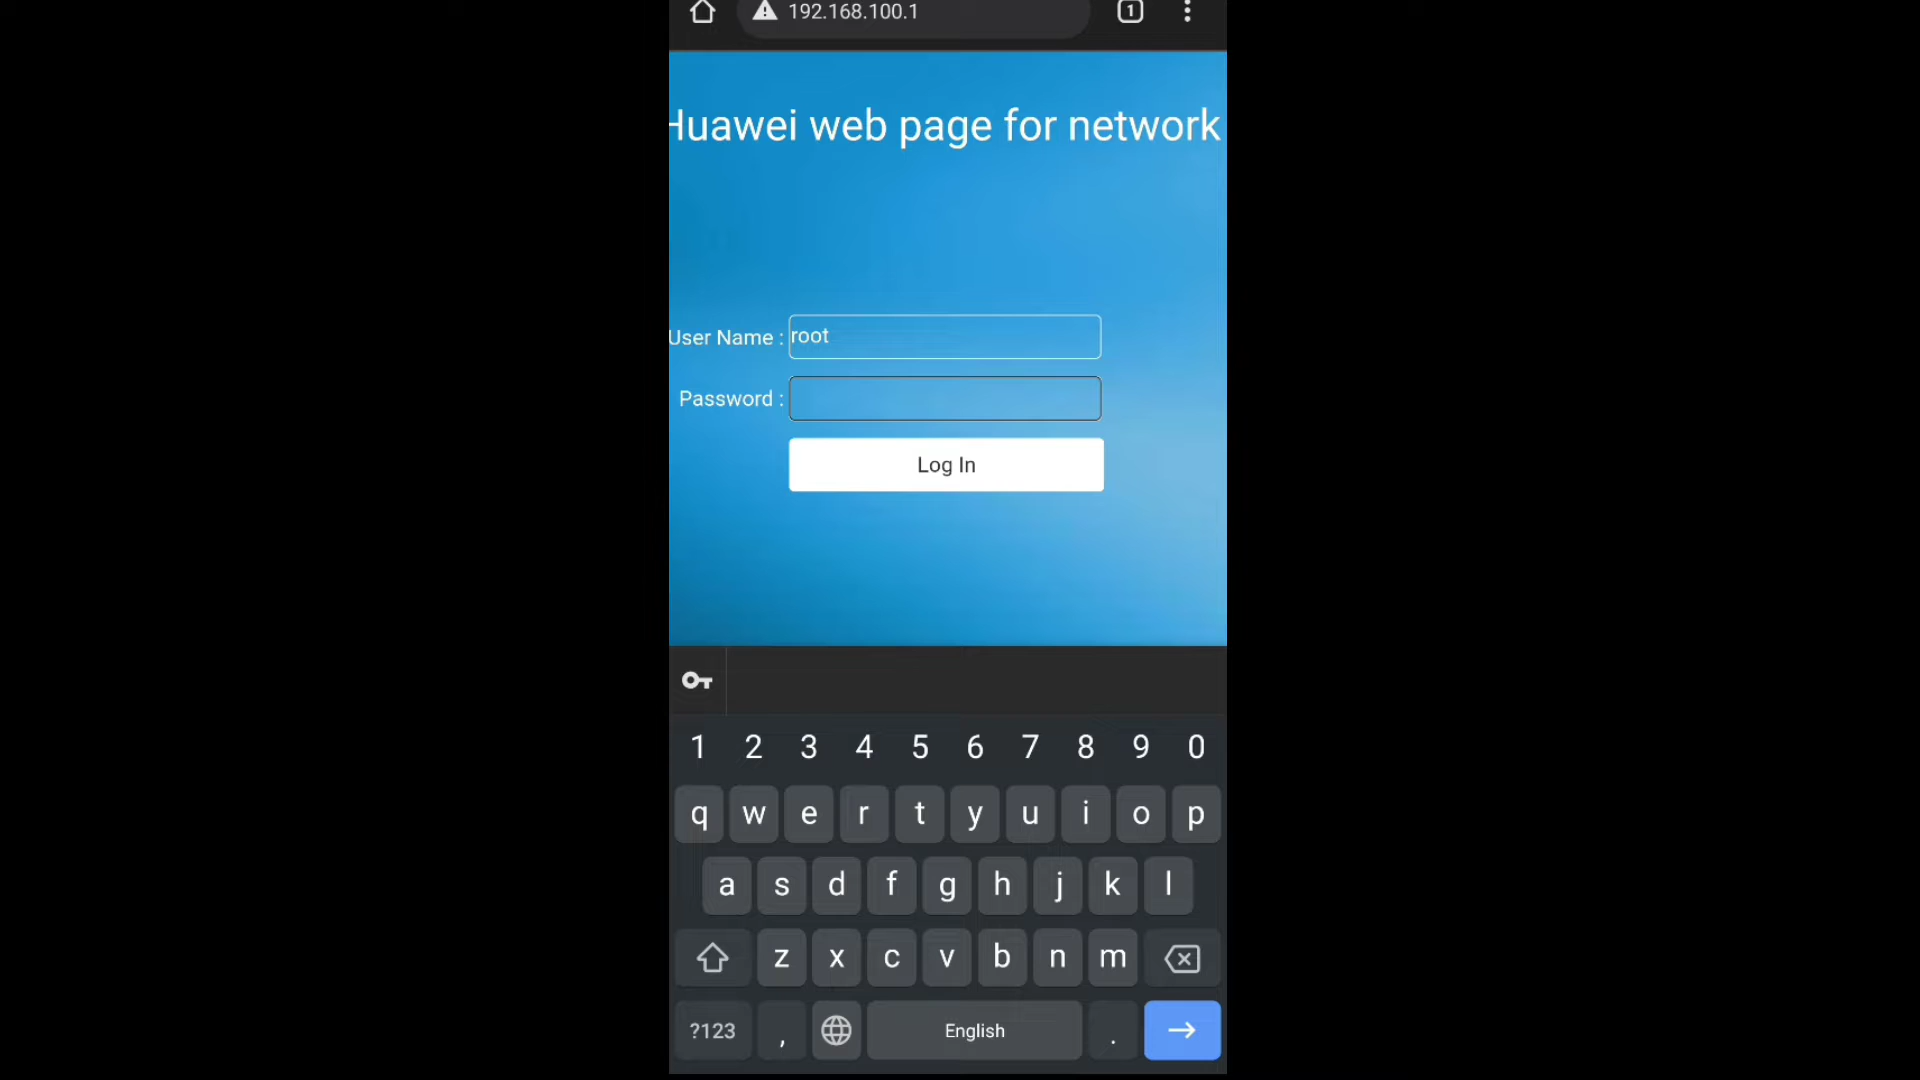 192.168.100.1
1
Huawei web page for network
User Name :
root
Password :
Log In
1 2 3 4 5 6 7 8 9 0
q w e r t y u i o p
a s d f g h j k l
z x c v b n m
?123 , English .